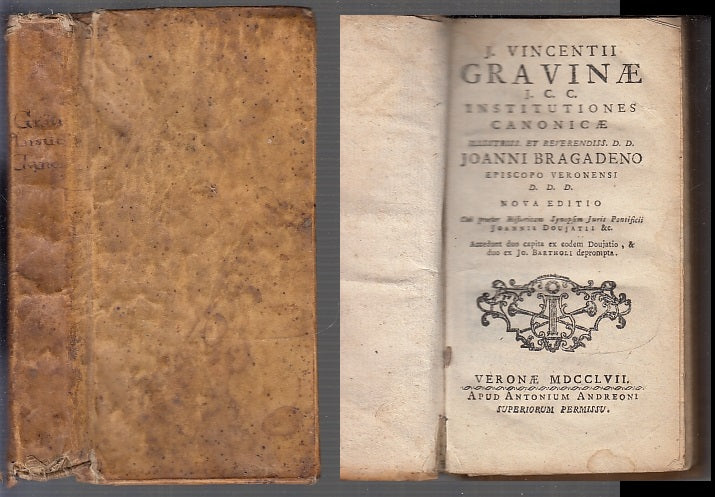 J. VINCENTII
GRAVINÆ
J. C. C.
INSTITUTIONES
CANONICÆ
ILLUSTRISS. ET REVERENDISS. D. D.
JOANNI BRAGADENO
EPISCOPO VERONENSI
D. D. D.
NOVA EDITIO
Cui præter Historicam Synopsim Juris Pontificii
JOANNIS DOUJATII &c.
Accedunt duo capita ex eodem Doujatio, &
duo ex JO. BARTHOLI deprompta.
VERONÆ MDCCLVII.
APUD ANTONIUM ANDREONI
SUPERIORUM PERMISSU.